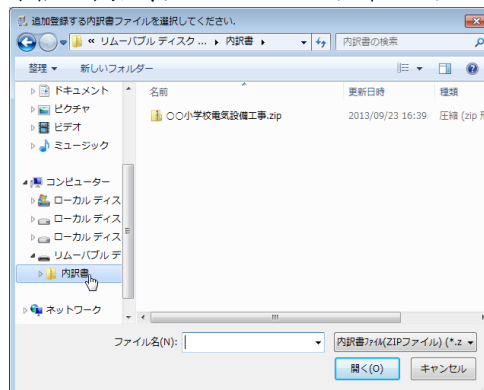 追加登録する内訳書ファイルを選択してください。
« リムーバブル ディスク ... ▸ 内訳書 ▸
内訳書の検索
整理 ▼ 新しいフォルダー
名前 更新日時 種類
ドキュメント
ピクチャ
ビデオ
ミュージック
コンピューター
ローカル ディス
ローカル ディス
ローカル ディス
リムーバブル デ
内訳書
ネットワーク
〇〇小学校電気設備工事.zip 2013/09/23 16:39 圧縮 (zip 形
ファイル名(N):
内訳書ファイル(ZIPファイル) (*.z
開く(O) キャンセル